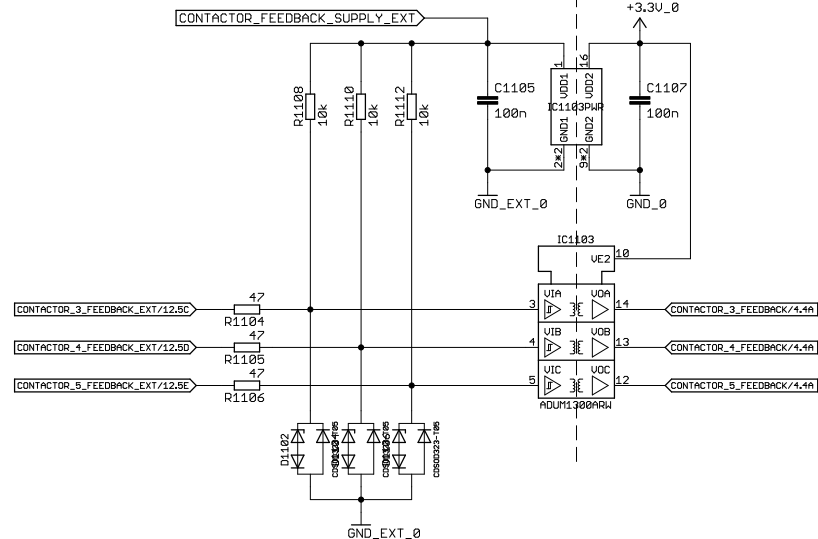 CONTACTOR_FEEDBACK_SUPPLY_EXT
+3.3V_0
R1108
10k
R1110
10k
R1112
10k
C1105
100n
1
16
VDD1
VDD2
IC1103PWR
GND1
GND2
2*2
9*2
C1107
100n
GND_EXT_0
GND_0
IC1103
VE2
10
CONTACTOR_3_FEEDBACK_EXT/12.5C
47
R1104
3
VIA
VOA
14
CONTACTOR_3_FEEDBACK/4.4A
CONTACTOR_4_FEEDBACK_EXT/12.5D
47
R1105
4
VIB
VOB
13
CONTACTOR_4_FEEDBACK/4.4A
CONTACTOR_5_FEEDBACK_EXT/12.5E
47
R1106
5
VIC
VOC
12
CONTACTOR_5_FEEDBACK/4.4A
ADUM1300ARW
D1102
CDSOD323-T05
GND_EXT_0